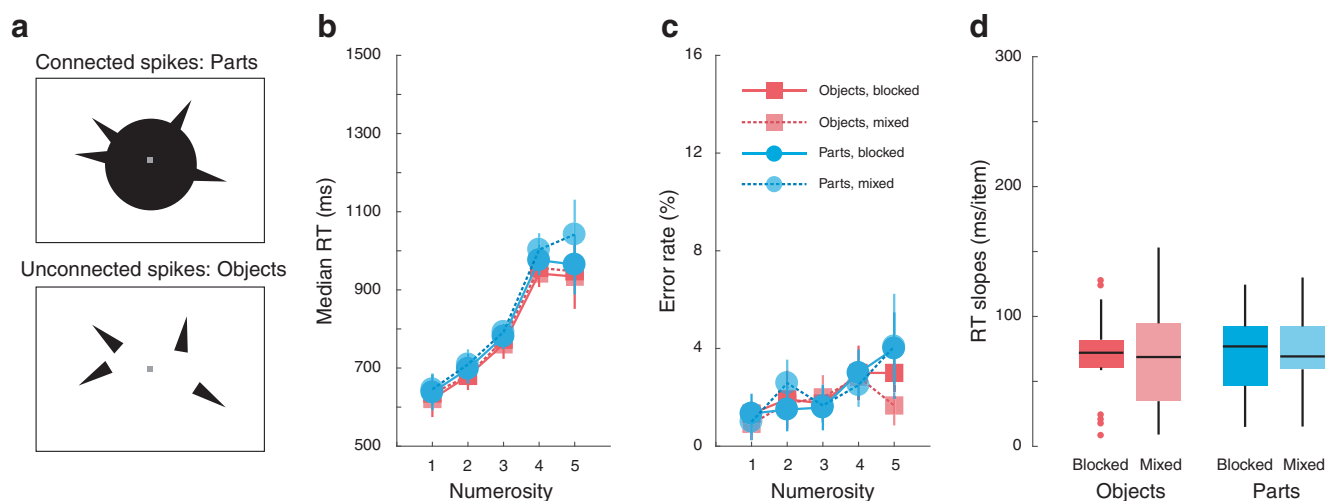 a
Connected spikes: Parts
Unconnected spikes: Objects
b
1500
1300
1100
900
700
500
Median RT (ms)
1 2 3 4 5
Numerosity
c
16
12
8
4
0
Error rate (%)
Objects, blocked
Objects, mixed
Parts, blocked
Parts, mixed
1 2 3 4 5
Numerosity
d
300
200
100
0
RT slopes (ms/item)
Blocked Mixed Blocked Mixed
Objects Parts